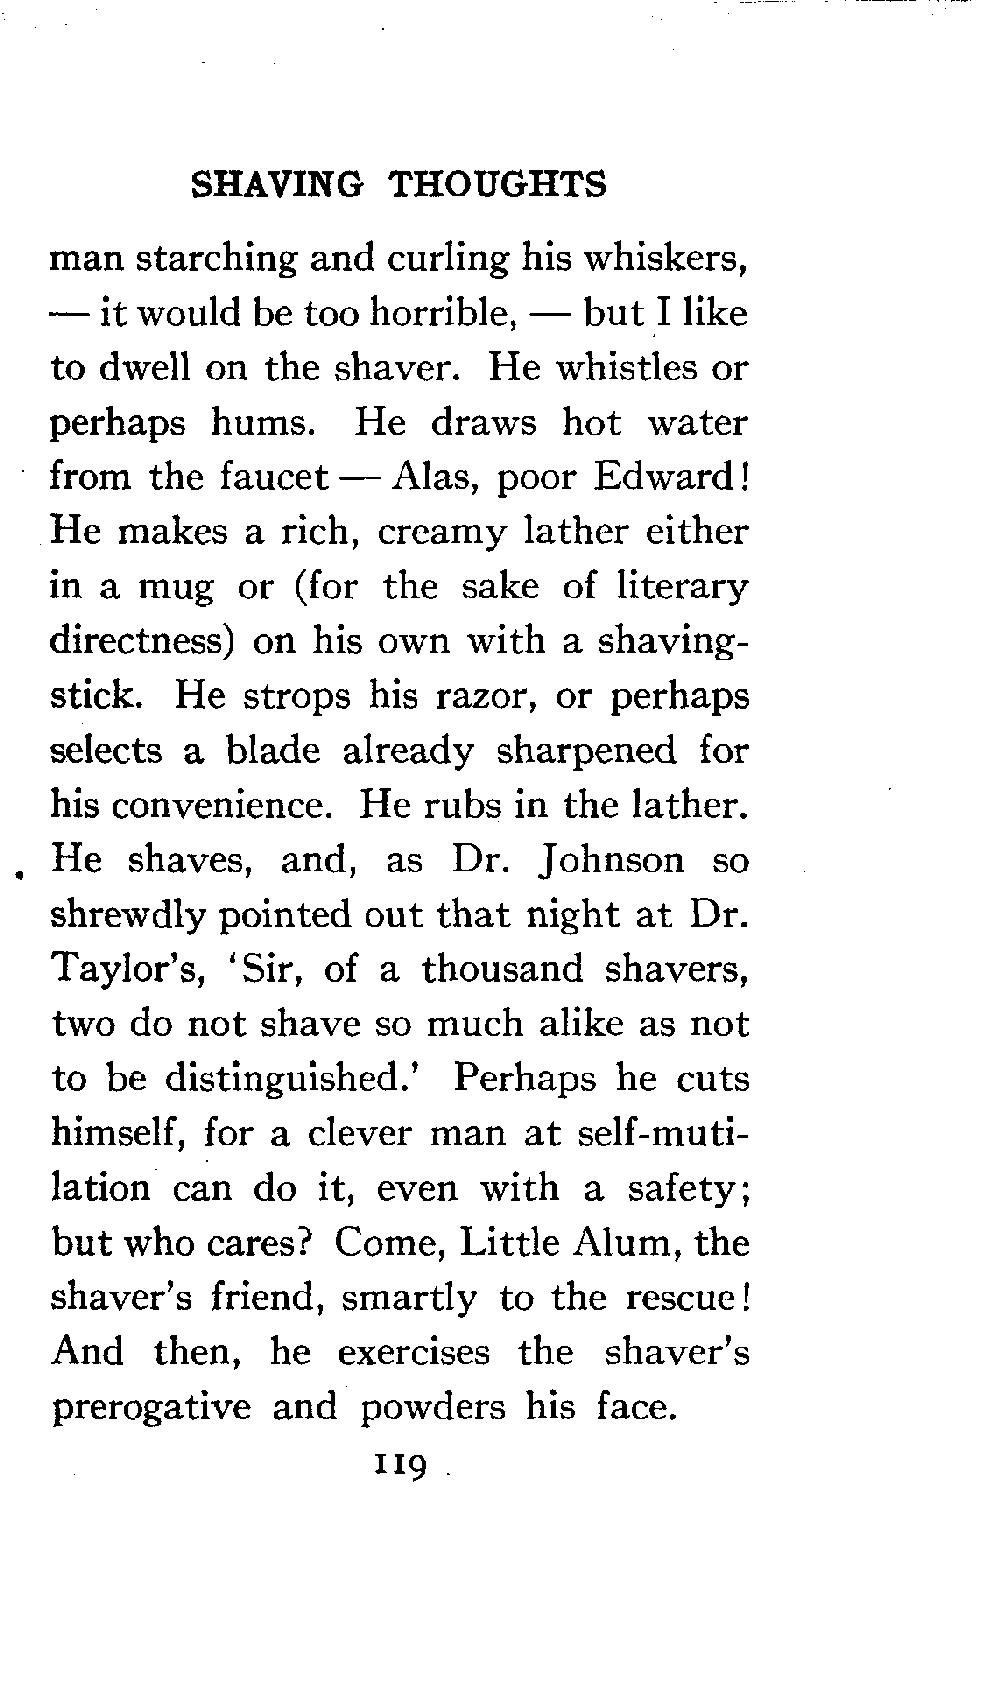 SHAVING THOUGHTS
man starching and curling his whiskers,
— it would be too horrible, — but I like
to dwell on the shaver. He whistles or
perhaps hums. He draws hot water
from the faucet — Alas, poor Edward!
He makes a rich, creamy lather either
in a mug or (for the sake of literary
directness) on his own with a shaving-
stick. He strops his razor, or perhaps
selects a blade already sharpened for
his convenience. He rubs in the lather.
He shaves, and, as Dr. Johnson so
shrewdly pointed out that night at Dr.
Taylor's, 'Sir, of a thousand shavers,
two do not shave so much alike as not
to be distinguished.' Perhaps he cuts
himself, for a clever man at self-muti-
lation can do it, even with a safety;
but who cares? Come, Little Alum, the
shaver's friend, smartly to the rescue!
And then, he exercises the shaver's
prerogative and powders his face.
119